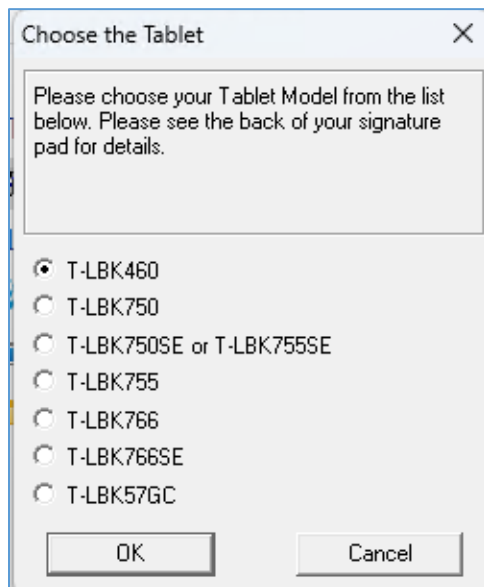 Choose the Tablet
Please choose your Tablet Model from the list
below. Please see the back of your signature
pad for details.
T-LBK460
T-LBK750
T-LBK750SE or T-LBK755SE
T-LBK755
T-LBK766
T-LBK766SE
T-LBK57GC
OK
Cancel